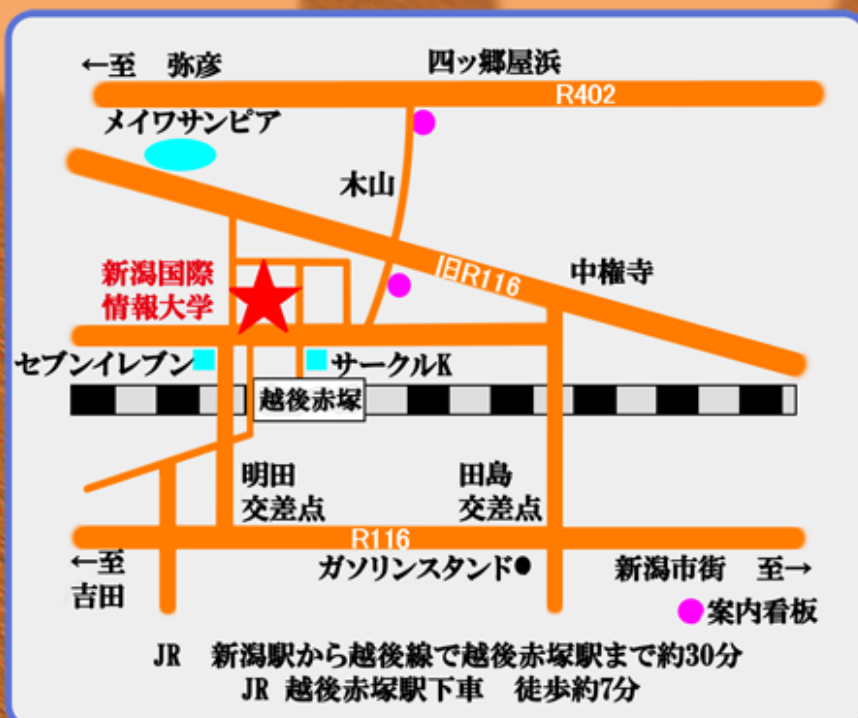 ←至　弥彦
四ッ郷屋浜
R402
メイワサンピア
木山
旧R116
中権寺
新潟国際
情報大学
セブンイレブン
サークルK
越後赤塚
明田
交差点
田島
交差点
R116
←至
吉田
ガソリンスタンド
新潟市街　至→
案内看板
JR　新潟駅から越後線で越後赤塚駅まで約30分
JR 越後赤塚駅下車　徒歩約7分